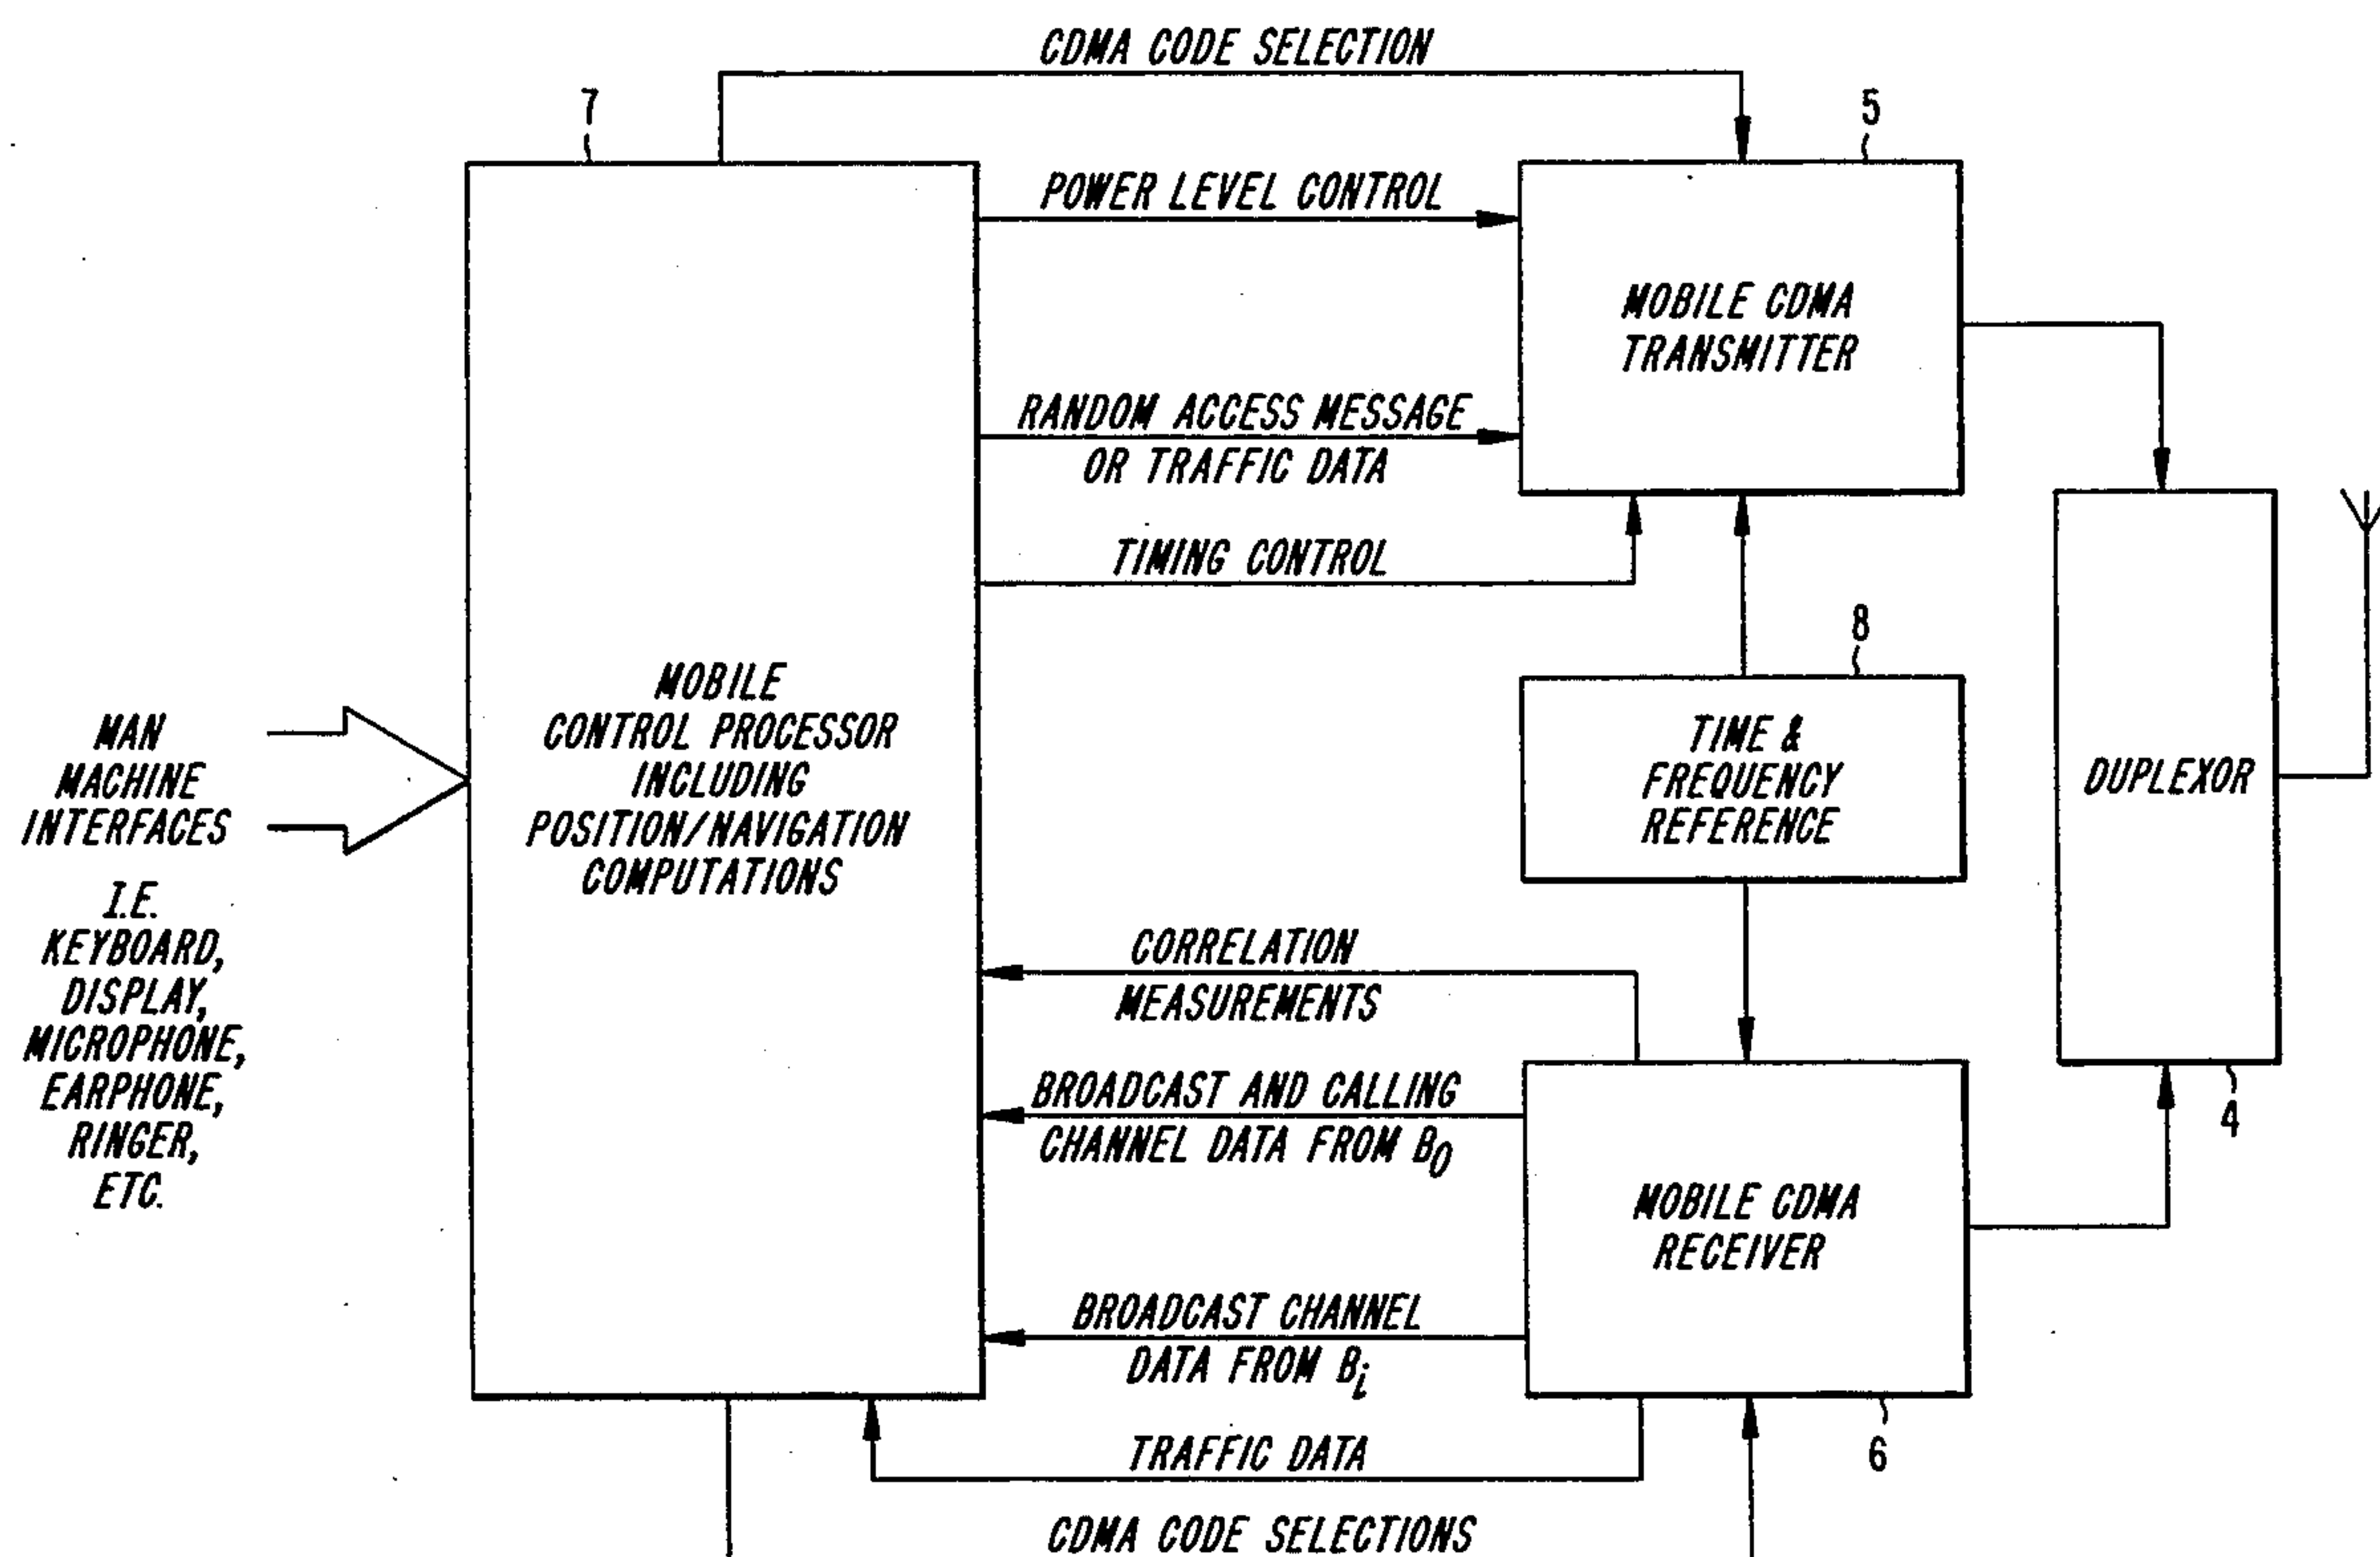 CDMA CODE SELECTION
7
5
POWER LEVEL CONTROL
MOBILE CDMA
TRANSMITTER
RANDOM ACCESS MESSAGE
OR TRAFFIC DATA
TIMING CONTROL
8
MOBILE
CONTROL PROCESSOR
INCLUDING
POSITION/NAVIGATION
COMPUTATIONS
MAN
MACHINE
INTERFACES
I.E.
KEYBOARD,
DISPLAY,
MICROPHONE,
EARPHONE,
RINGER,
ETC.
TIME &
FREQUENCY
REFERENCE
DUPLEXOR
4
CORRELATION
MEASUREMENTS
BROADCAST AND CALLING
CHANNEL DATA FROM B0
MOBILE CDMA
RECEIVER
BROADCAST CHANNEL
DATA FROM Bi
6
TRAFFIC DATA
CDMA CODE SELECTIONS